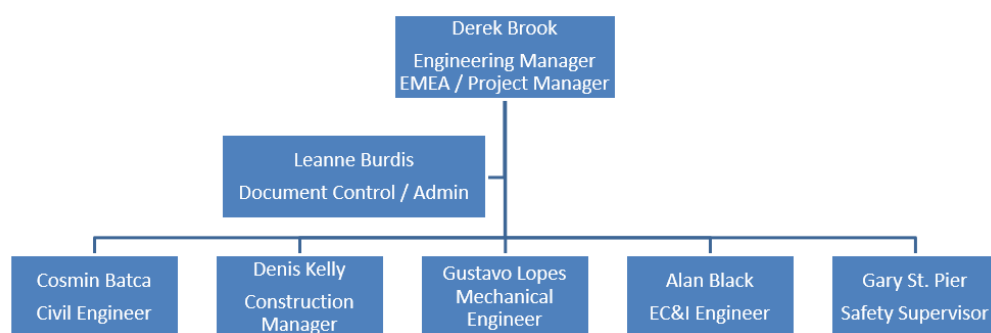 Derek Brook
Engineering Manager
EMEA / Project Manager
Leanne Burdis
Document Control / Admin
Cosmin Batca
Civil Engineer
Denis Kelly
Construction
Manager
Gustavo Lopes
Mechanical
Engineer
Alan Black
EC&I Engineer
Gary St. Pier
Safety Supervisor